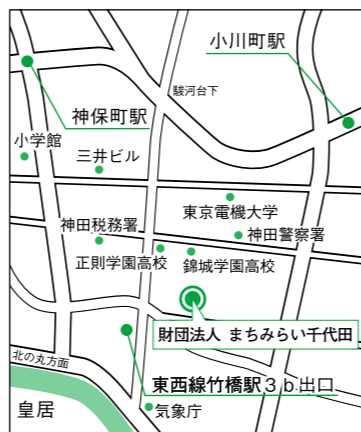 小川町駅
駿河台下
神保町駅
小学館
三井ビル
東京電機大学
神田税務署
神田警察署
正則学園高校
錦城学園高校
財団法人 まちみらい千代田
北の丸方面
東西線竹橋駅3b出口
皇居
気象庁